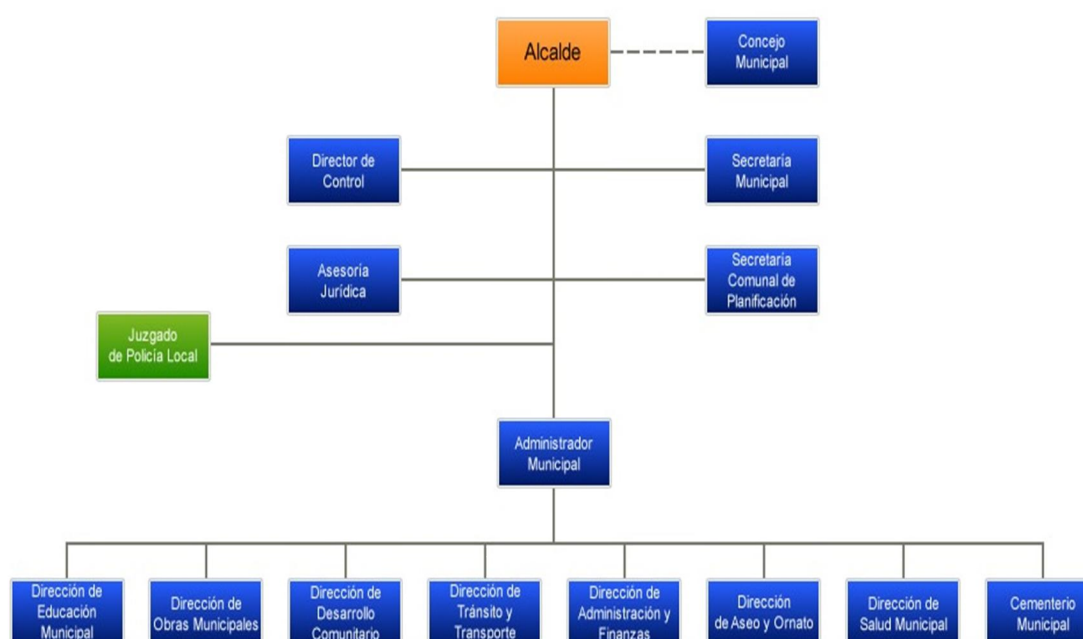 Alcalde
Concejo
Municipal
Director de
Control
Secretaría
Municipal
Asesoría
Jurídica
Secretaría
Comunal de
Planificación
Juzgado
de Policía Local
Administrador
Municipal
Dirección de
Educación
Municipal
Dirección de
Obras Municipales
Dirección de
Desarrollo
Comunitario
Dirección de
Tránsito y
Transporte
Dirección de
Administración y
Finanzas
Dirección
de Aseo y Ornato
Dirección de
Salud Municipal
Cementerio
Municipal